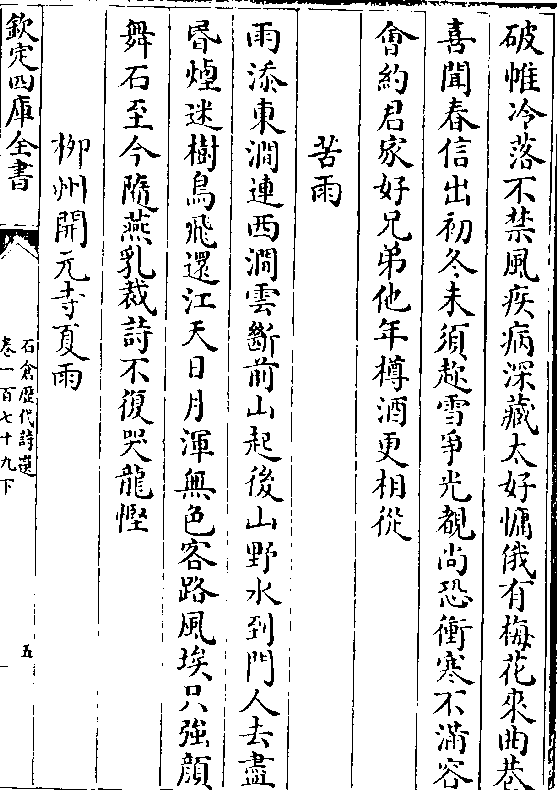 破帷冷落不禁風疾病深藏太好慵俄有梅花來曲巷
喜聞春信出初冬未須趂雪爭光覩尚恐衝寒不滿容
會約君家好兄弟他年樽酒更相從
苦雨
雨添東澗連西澗雲斷前山起後山野水到門人去盡
昏煙迷樹鳥飛還江天日月渾無色客路風埃只強顔
舞石至今隨燕乳裁詩不復哭龍慳
柳州開元寺夏雨
欽定四庫全書
石倉歴代詩選
卷一百七十九下
五